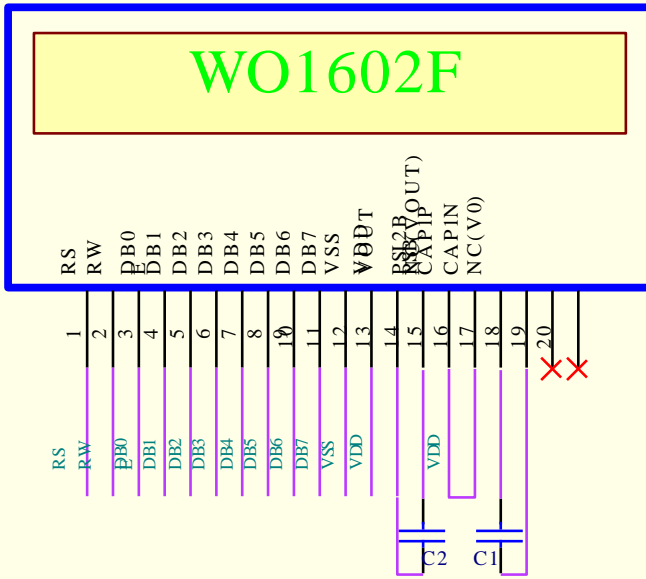 WO1602F
RS
RW
E
DB0
DB1
DB2
DB3
DB4
DB5
DB6
DB7
VSS
VDD
VOUT
PSI2B
CAP1P
CAP1N
NC(V0)
1
2
3
4
5
6
7
8
9
10
11
12
13
14
15
16
17
18
19
20
RS
RW
E
DB0
DB1
DB2
DB3
DB4
DB5
DB6
DB7
VSS
VDD
VDD
C2
C1